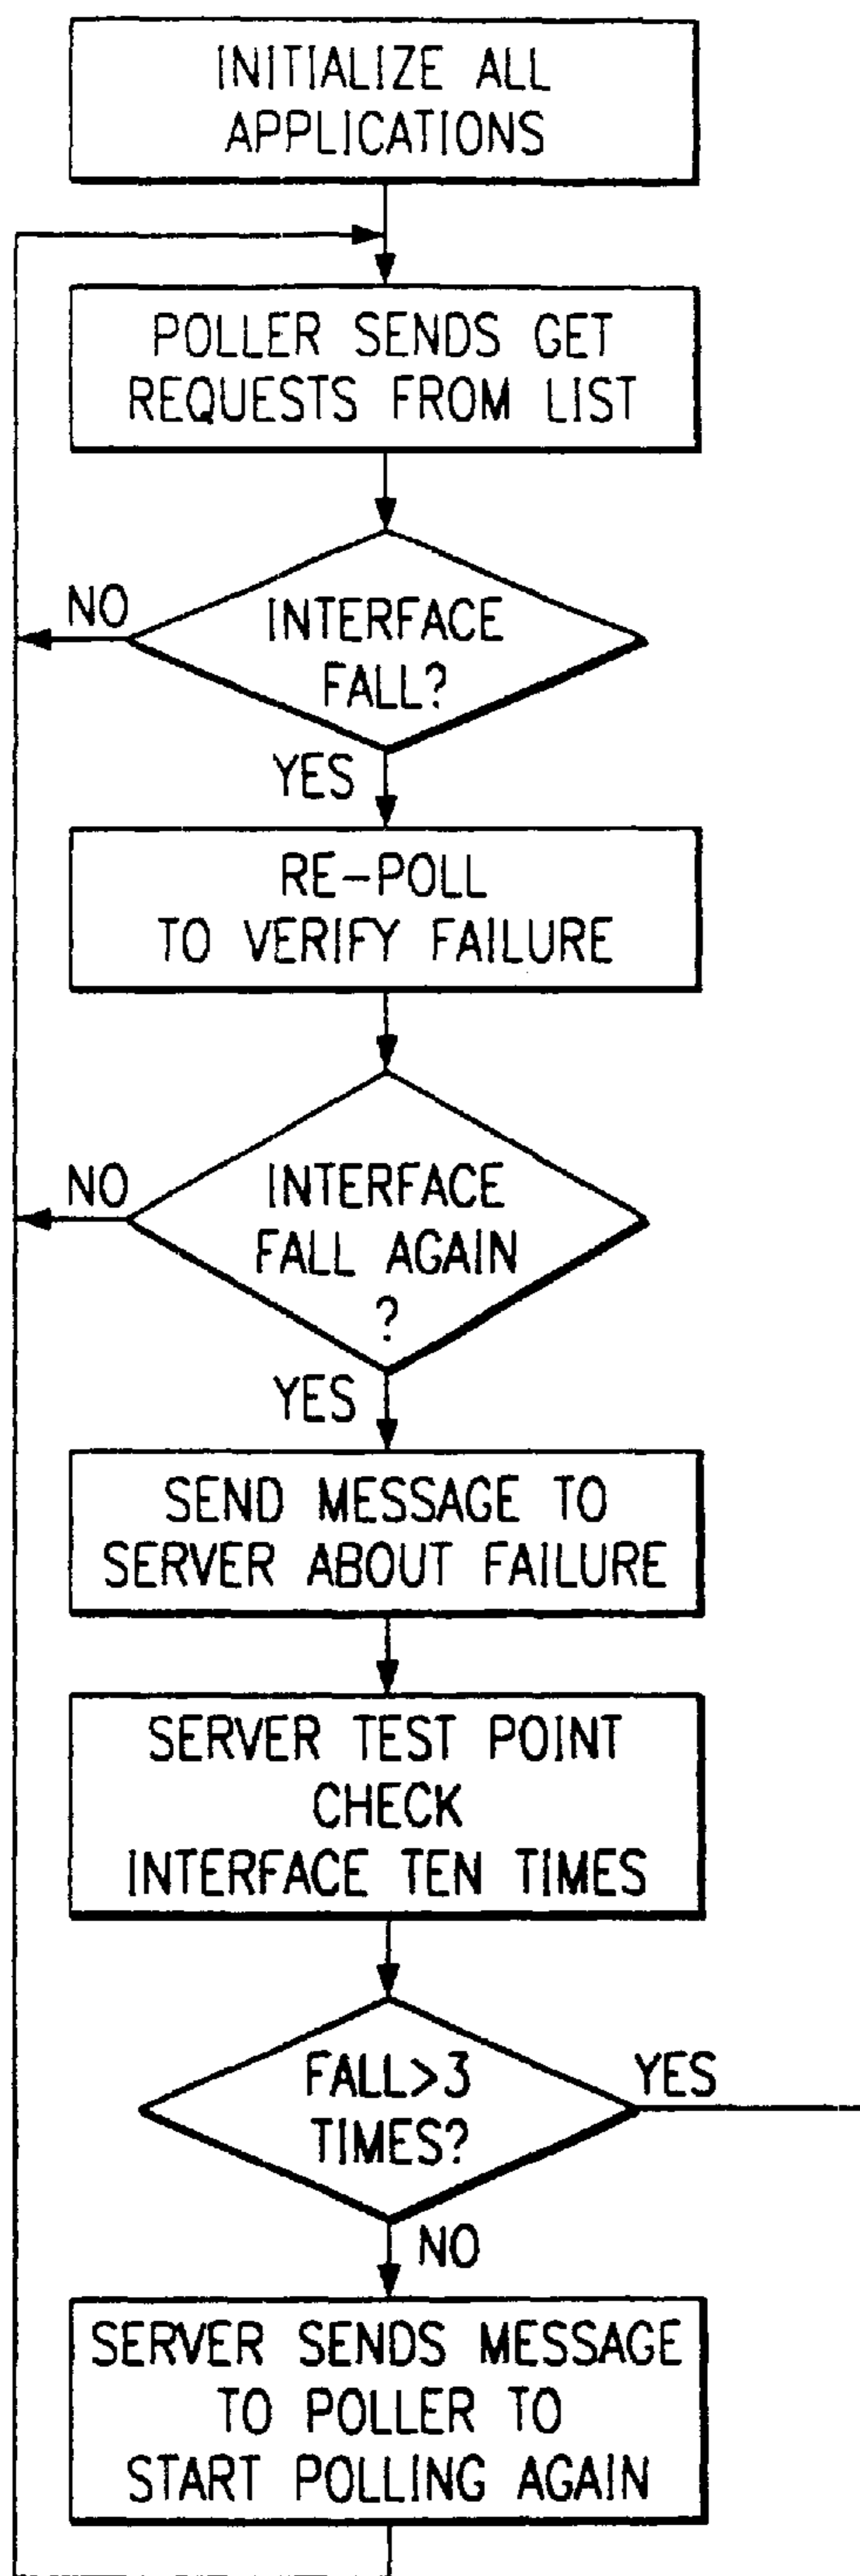 INITIALIZE ALL
APPLICATIONS
POLLER SENDS GET
REQUESTS FROM LIST
NO
INTERFACE
FALL?
YES
RE-POLL
TO VERIFY FAILURE
NO
INTERFACE
FALL AGAIN
?
YES
SEND MESSAGE TO
SERVER ABOUT FAILURE
SERVER TEST POINT
CHECK
INTERFACE TEN TIMES
FALL>3
TIMES?
YES
NO
SERVER SENDS MESSAGE
TO POLLER TO
START POLLING AGAIN